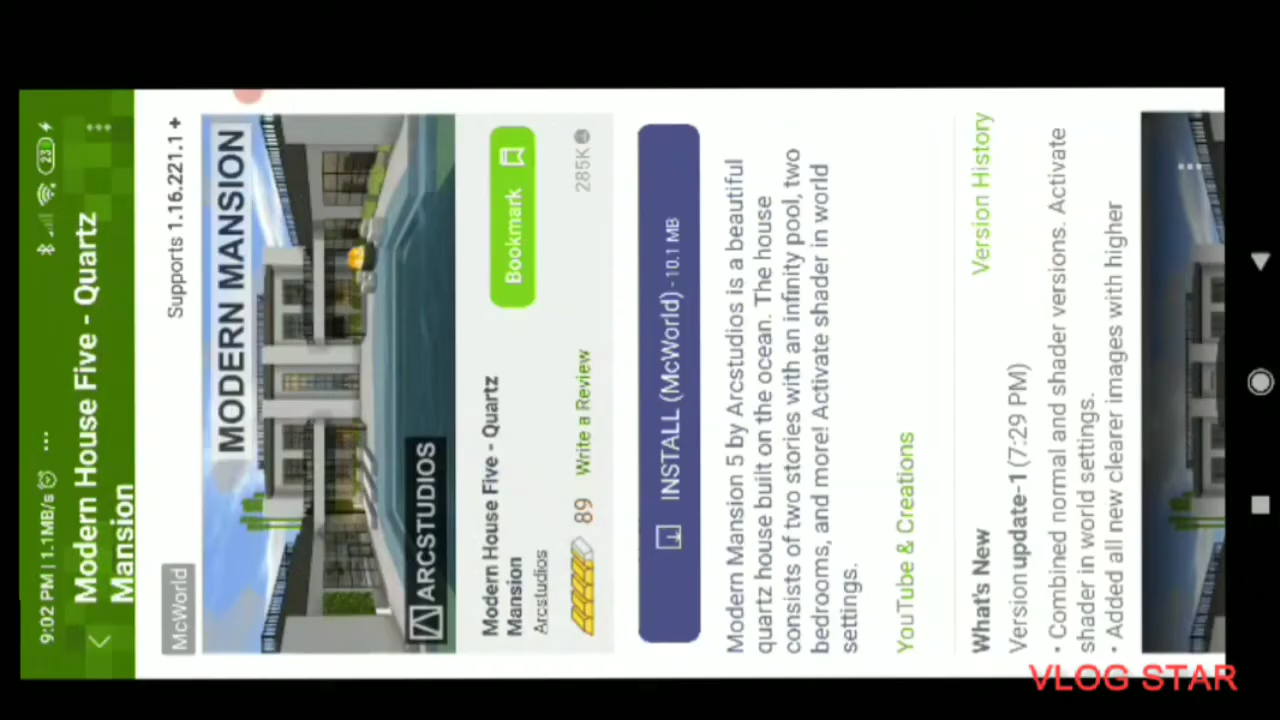 9:02 PM | 1.1MB/s ...
23
Modern House Five - Quartz
Mansion
McWorld
Supports 1.16.221.1 +
MODERN MANSION
ARCSTUDIOS
Modern House Five - Quartz
Mansion
Arcstudios
Bookmark
89 Write a Review
285K
INSTALL (McWorld) - 10.1 MB
Modern Mansion 5 by Arcstudios is a beautiful
quartz house built on the ocean. The house
consists of two stories with an infinity pool, two
bedrooms, and more! Activate shader in world
settings.
YouTube & Creations
What's New
Version History
Version update-1 (7:29 PM)
• Combined normal and shader versions. Activate
shader in world settings.
• Added all new clearer images with higher
VLOG STAR